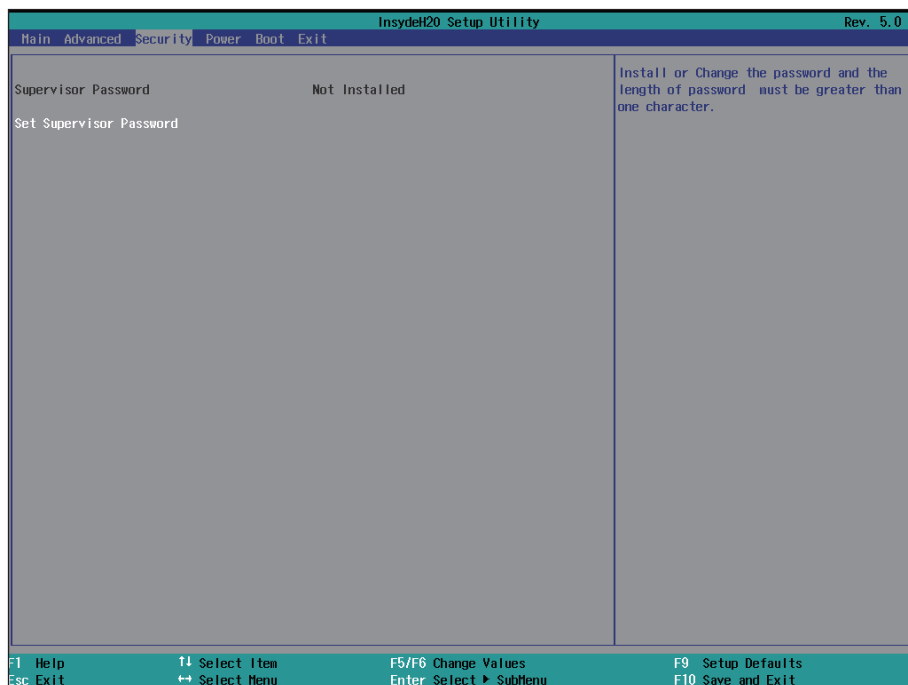 InsydeH20 Setup Utility Rev. 5.0
Main Advanced Security Power Boot Exit
Supervisor Password Not Installed
Set Supervisor Password
Install or Change the password and the
length of password must be greater than
one character.
F1 Help ↑↓ Select Item F5/F6 Change Values F9 Setup Defaults
Esc Exit ↔ Select Menu Enter Select ▶ SubMenu F10 Save and Exit